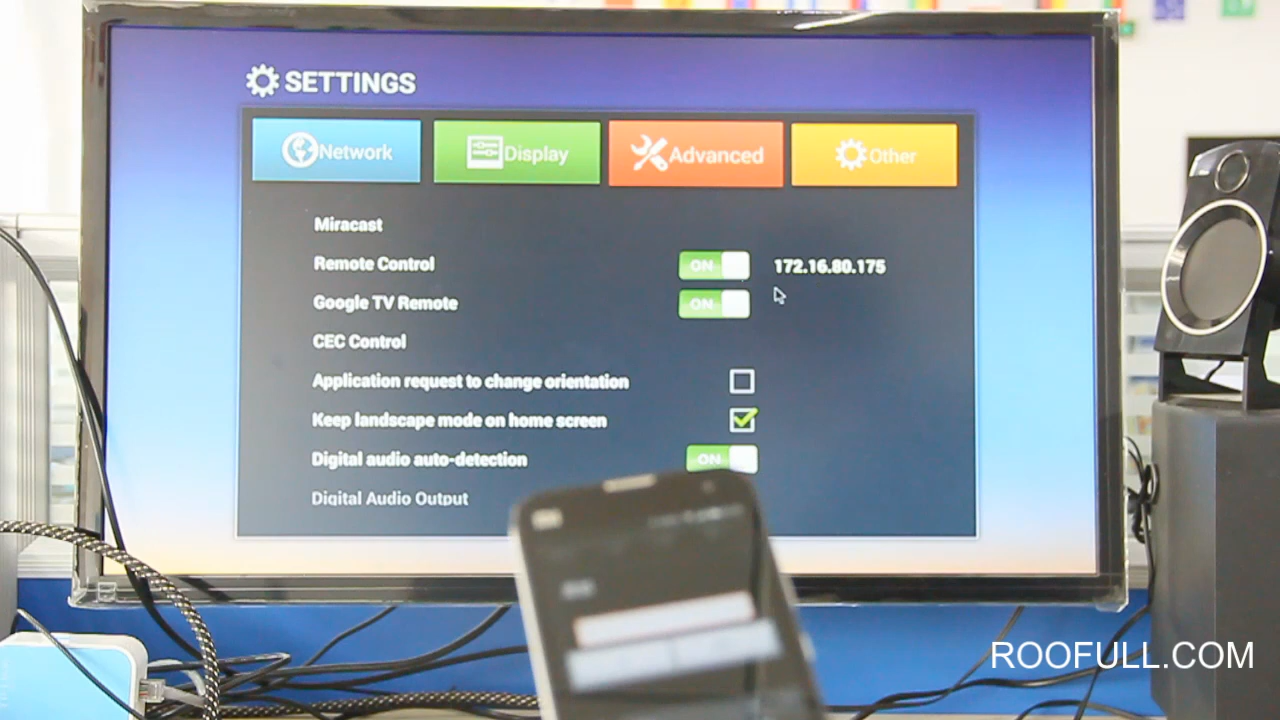 SETTINGS
Network Display Advanced Other
Miracast
Remote Control ON 172.16.80.175
Google TV Remote ON
CEC Control
Application request to change orientation
Keep landscape mode on home screen
Digital audio auto-detection ON
Digital Audio Output
ROOFULL.COM